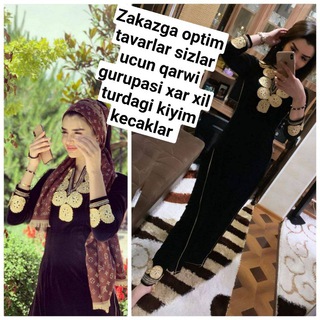 Zakazga optim
tavarlar sizlar
ucun qarwi
gurupasi xar xil
turdagi kiyim
kecaklar